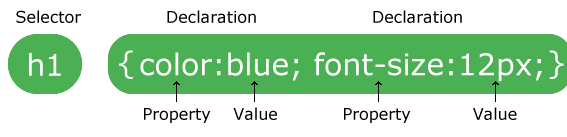 Selector Declaration Declaration
h1 {color:blue; font-size:12px;}
Property Value Property Value